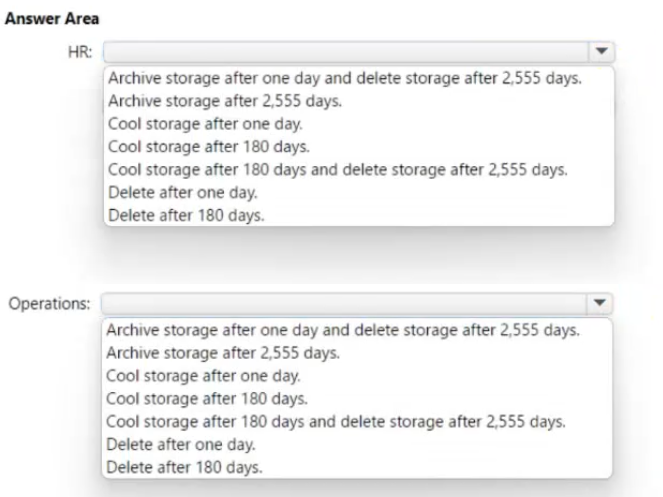 Answer Area
HR:
Archive storage after one day and delete storage after 2,555 days.
Archive storage after 2,555 days.
Cool storage after one day.
Cool storage after 180 days.
Cool storage after 180 days and delete storage after 2,555 days.
Delete after one day.
Delete after 180 days.
Operations:
Archive storage after one day and delete storage after 2,555 days.
Archive storage after 2,555 days.
Cool storage after one day.
Cool storage after 180 days.
Cool storage after 180 days and delete storage after 2,555 days.
Delete after one day.
Delete after 180 days.